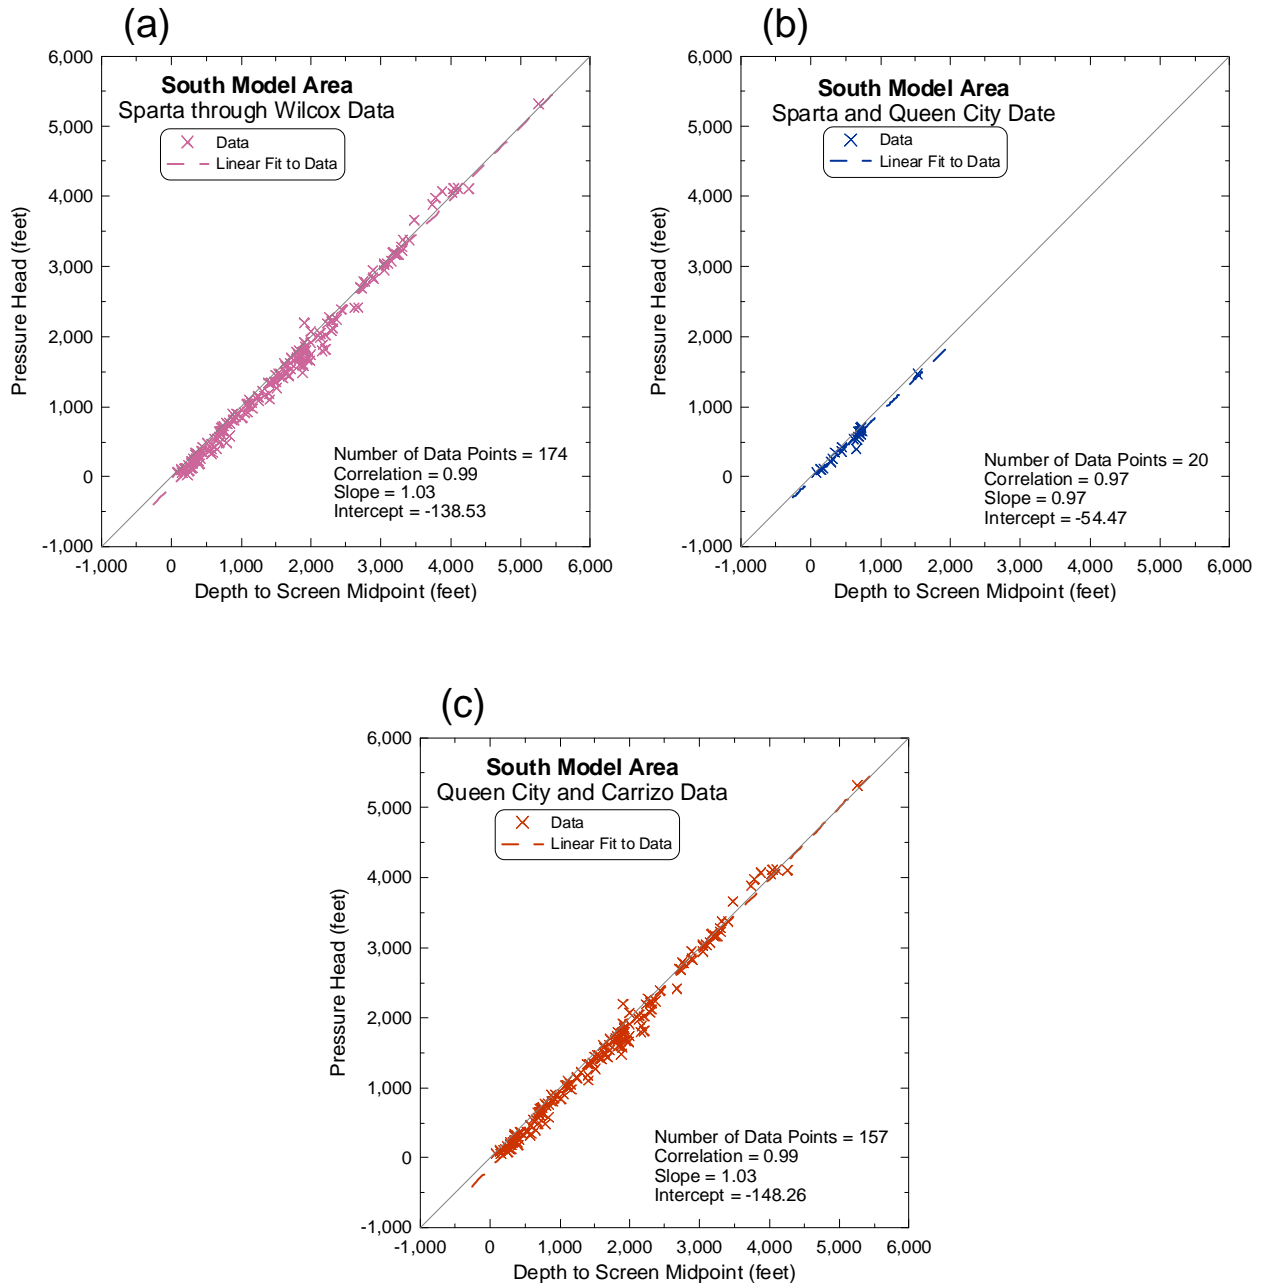 (a)
South Model Area
Sparta through Wilcox Data
Data
Linear Fit to Data
6,000
5,000
4,000
3,000
2,000
1,000
0
-1,000
Pressure Head (feet)
Number of Data Points = 174
Correlation = 0.99
Slope = 1.03
Intercept = -138.53
-1,000 0 1,000 2,000 3,000 4,000 5,000 6,000
Depth to Screen Midpoint (feet)
(b)
South Model Area
Sparta and Queen City Date
Data
Linear Fit to Data
6,000
5,000
4,000
3,000
2,000
1,000
0
-1,000
Pressure Head (feet)
Number of Data Points = 20
Correlation = 0.97
Slope = 0.97
Intercept = -54.47
-1,000 0 1,000 2,000 3,000 4,000 5,000 6,000
Depth to Screen Midpoint (feet)
(c)
South Model Area
Queen City and Carrizo Data
Data
Linear Fit to Data
6,000
5,000
4,000
3,000
2,000
1,000
0
-1,000
Pressure Head (feet)
Number of Data Points = 157
Correlation = 0.99
Slope = 1.03
Intercept = -148.26
-1,000 0 1,000 2,000 3,000 4,000 5,000 6,000
Depth to Screen Midpoint (feet)